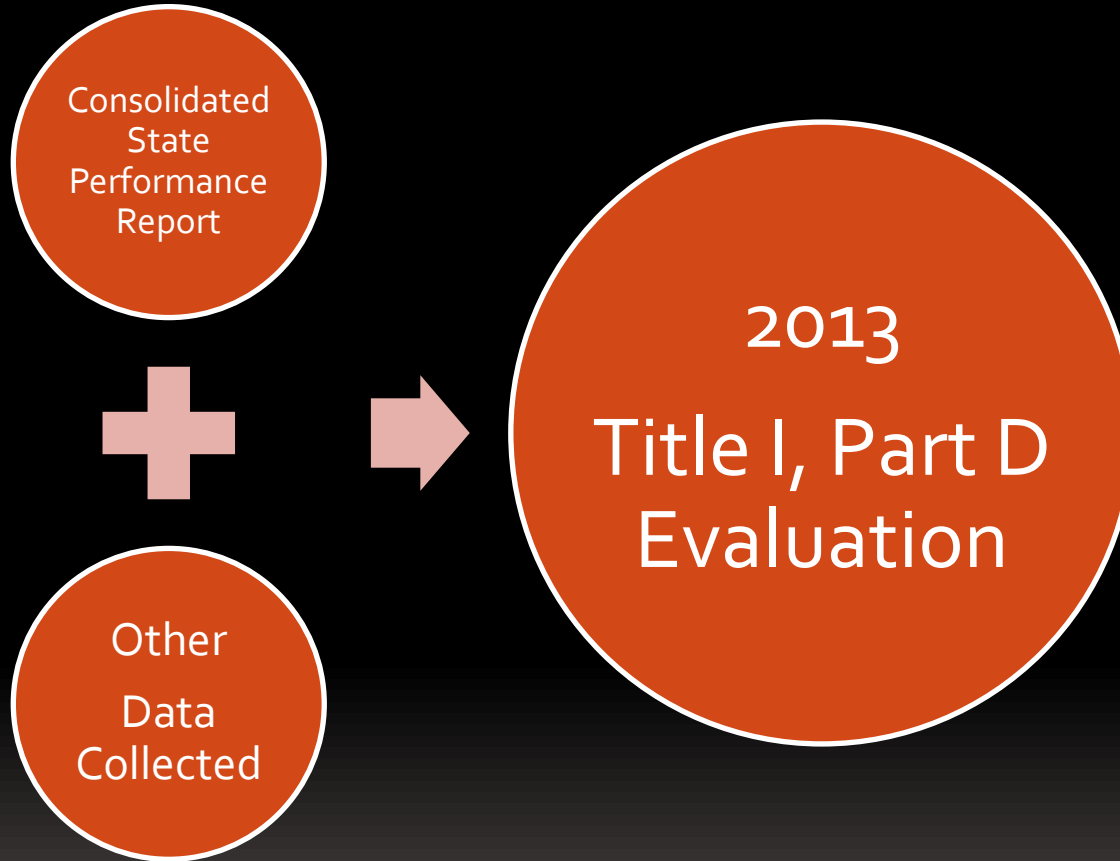 Consolidated
State
Performance
Report
Other
Data
Collected
2013
Title I, Part D
Evaluation